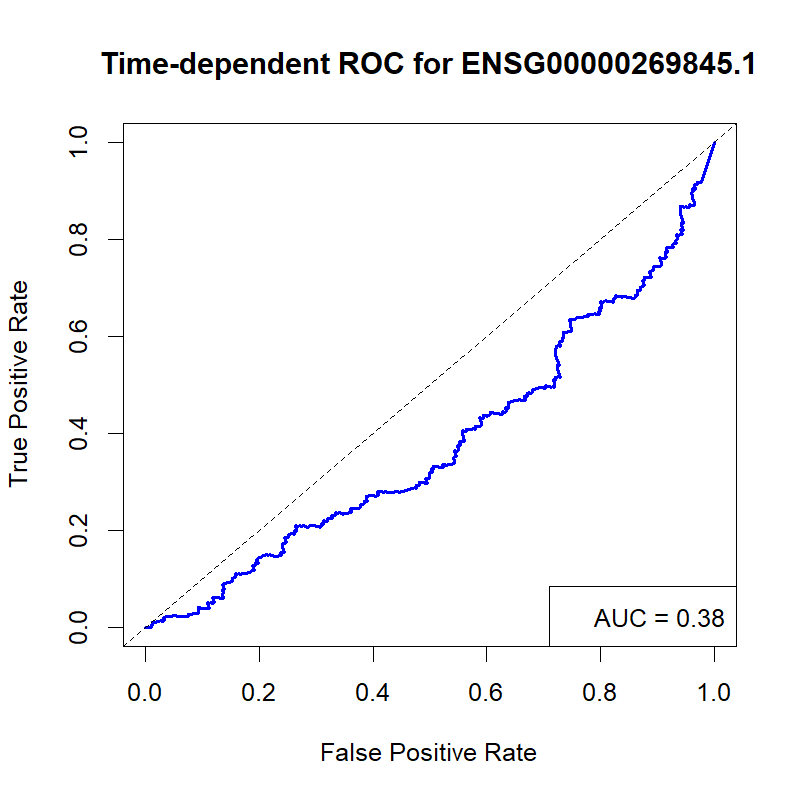 Time-dependent ROC for ENSG00000269845.1
True Positive Rate
1.0
0.8
0.6
0.4
0.2
0.0
AUC = 0.38
0.0 0.2 0.4 0.6 0.8 1.0
False Positive Rate